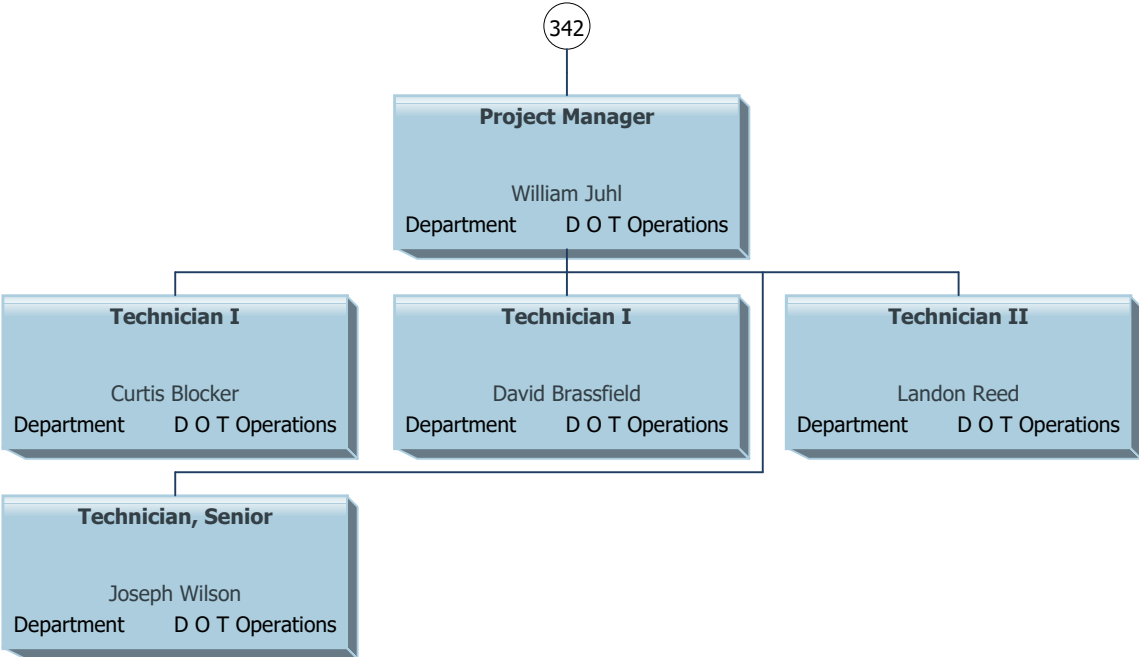 342
Project Manager
William Juhl
Department D O T Operations
Technician I
Curtis Blocker
Department D O T Operations
Technician I
David Brassfield
Department D O T Operations
Technician II
Landon Reed
Department D O T Operations
Technician, Senior
Joseph Wilson
Department D O T Operations